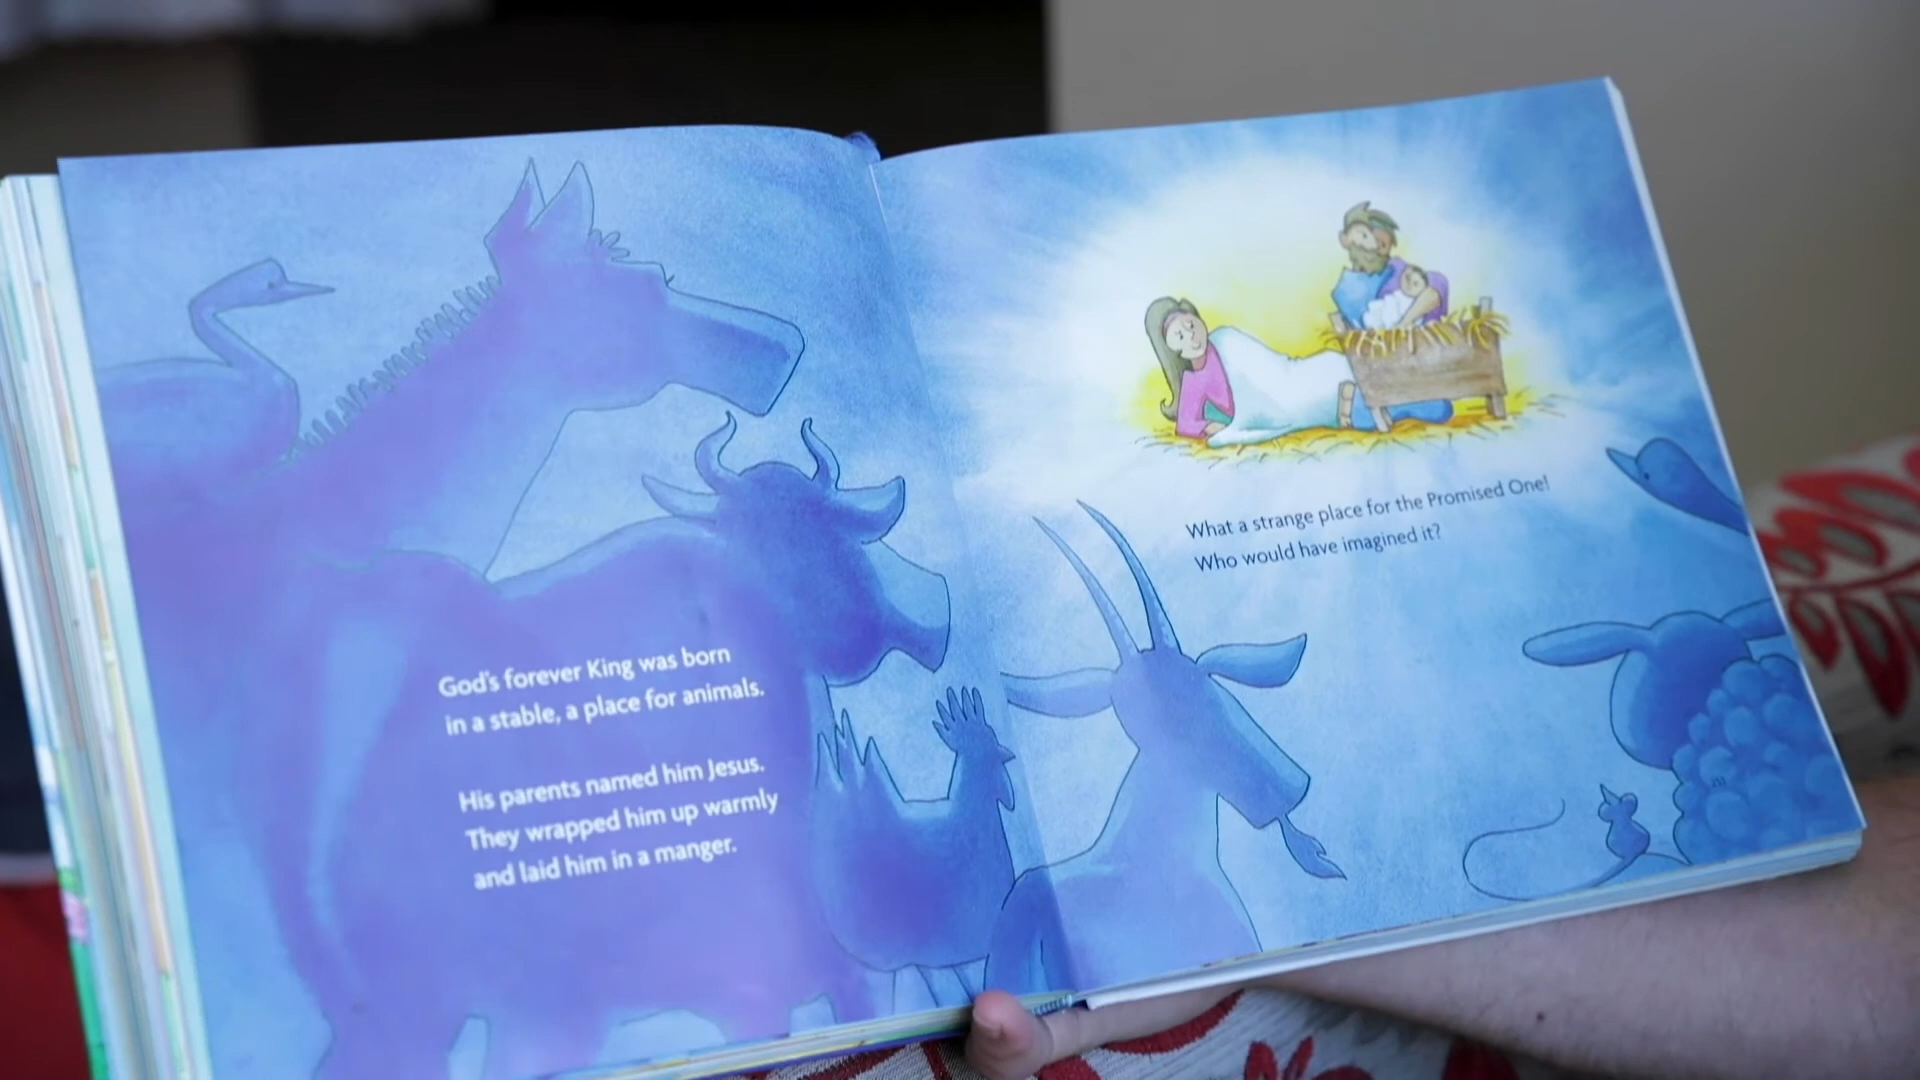 God's forever King was born
in a stable, a place for animals.
His parents named him Jesus.
They wrapped him up warmly
and laid him in a manger.
What a strange place for the Promised One!
Who would have imagined it?